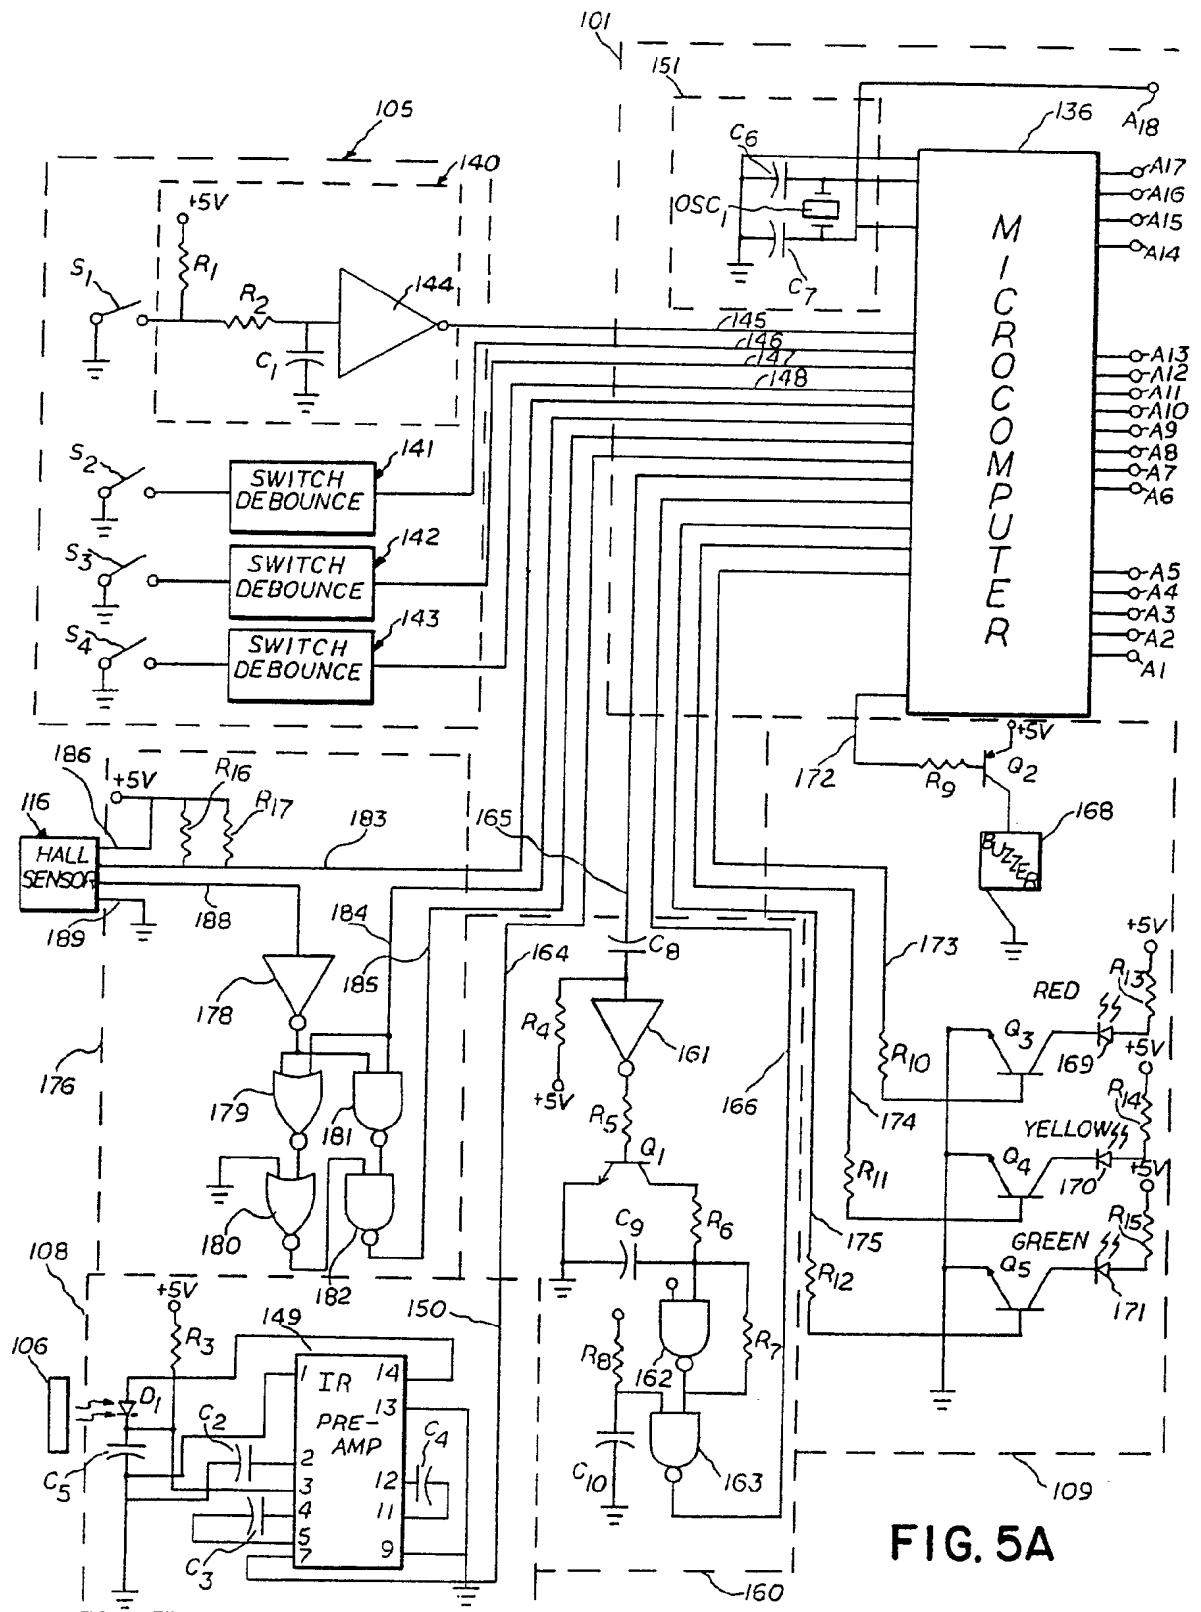 101
151
105
136
A18
C6
140
A17
A16
OSC1
A15
A14
+5V
C7
S1
R1
R2
144
C1
MICROCOMPUTER
145
146
147
148
A13
A12
A11
A10
A9
A8
A7
A6
S2
SWITCH
DEBOUNCE
141
S3
SWITCH
DEBOUNCE
142
S4
SWITCH
DEBOUNCE
143
A5
A4
A3
A2
A1
186
+5V
R16
R17
116
HALL
SENSOR
183
188
189
184
185
165
172
R9
+5V
Q2
168
BUZZER
C8
164
178
R4
161
+5V
173
RED
+5V
R13
Q3
R10
169
176
179
181
R5
166
174
+5V
R14
YELLOW
Q4
170
Q1
R11
+5V
180
182
C9
R6
175
R15
GREEN
Q5
R12
171
108
+5V
150
149
R3
106
D1
1
IR
14
13
PRE-
AMP
C2
C4
2
12
C5
3
4
11
5
7
9
C3
R8
162
R7
C10
163
109
160
FIG. 5A